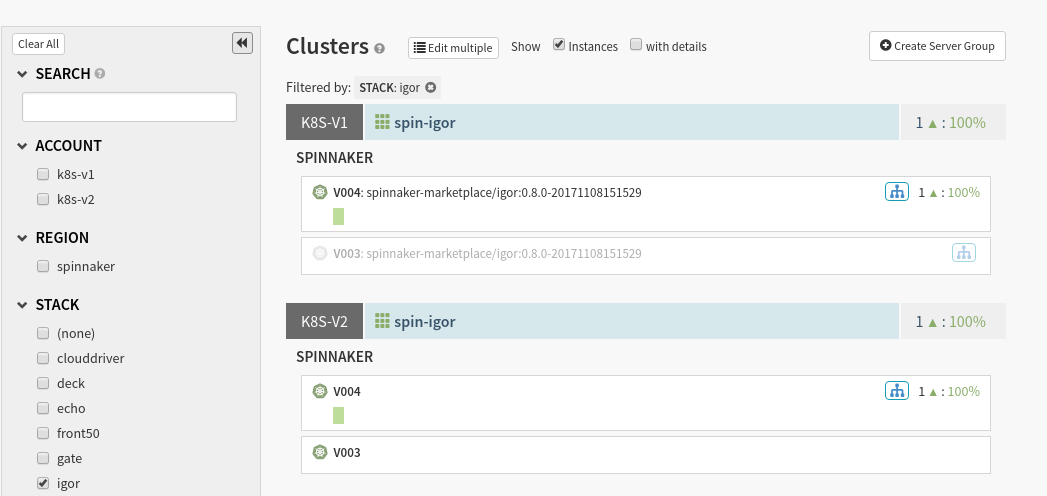 Clear All
SEARCH
ACCOUNT
k8s-v1
k8s-v2
REGION
spinnaker
STACK
(none)
clouddriver
deck
echo
front50
gate
igor
Clusters ? Edit multiple Show Instances with details Create Server Group
Filtered by: STACK: igor
K8S-V1 spin-igor 1 ▲ : 100%
SPINNAKER
V004: spinnaker-marketplace/igor:0.8.0-20171108151529 1 ▲ : 100%
V003: spinnaker-marketplace/igor:0.8.0-20171108151529
K8S-V2 spin-igor 1 ▲ : 100%
SPINNAKER
V004 1 ▲ : 100%
V003